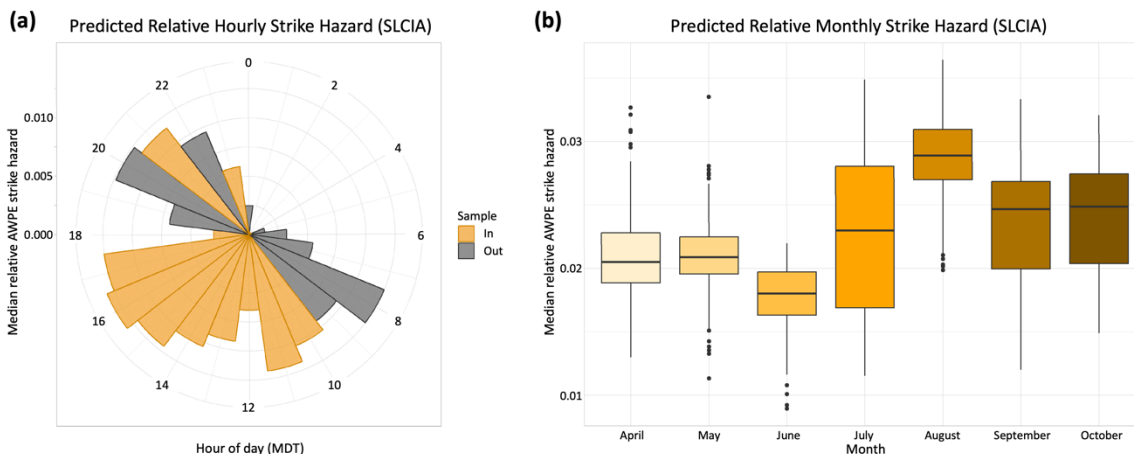 (a)
Predicted Relative Hourly Strike Hazard (SLCIA)
Median relative AWPE strike hazard
0.010
0.005
0.000
0
2
4
6
8
10
12
14
16
18
20
22
Hour of day (MDT)
Sample
In
Out
(b)
Predicted Relative Monthly Strike Hazard (SLCIA)
Median relative AWPE strike hazard
0.03
0.02
0.01
April
May
June
July
August
September
October
Month